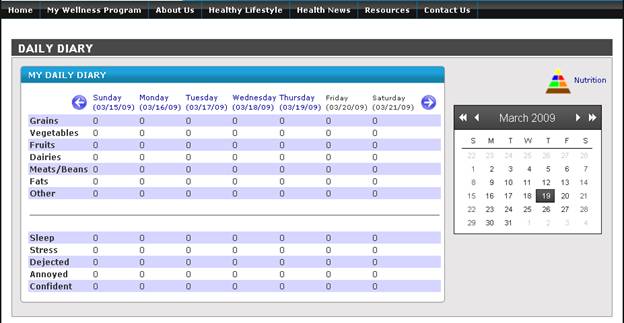 Home My Wellness Program About Us Healthy Lifestyle Health News Resources Contact Us
DAILY DIARY
MY DAILY DIARY
Sunday Monday Tuesday Wednesday Thursday Friday Saturday
(03/15/09) (03/16/09) (03/17/09) (03/18/09) (03/19/09) (03/20/09) (03/21/09)
Grains 0 0 0 0 0 0 0
Vegetables 0 0 0 0 0 0 0
Fruits 0 0 0 0 0 0 0
Dairies 0 0 0 0 0 0 0
Meats/Beans 0 0 0 0 0 0 0
Fats 0 0 0 0 0 0 0
Other 0 0 0 0 0 0 0
Sleep 0 0 0 0 0 0 0
Stress 0 0 0 0 0 0 0
Dejected 0 0 0 0 0 0 0
Annoyed 0 0 0 0 0 0 0
Confident 0 0 0 0 0 0 0
Nutrition
March 2009
S M T W T F S
22 23 24 25 26 27 28
1 2 3 4 5 6 7
8 9 10 11 12 13 14
15 16 17 18 19 20 21
22 23 24 25 26 27 28
29 30 31 1 2 3 4